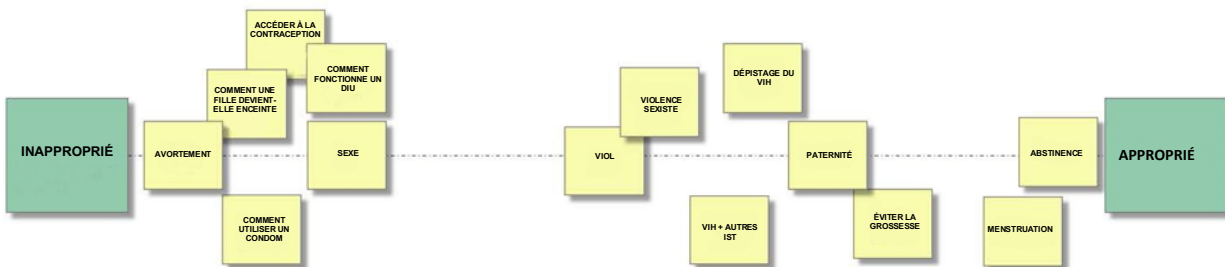 INAPPROPRIÉ
AVORTEMENT
COMMENT UNE
FILLE DEVIENT-
ELLE ENCEINTE
ACCÉDER À LA
CONTRACEPTION
COMMENT
FONCTIONNE UN
DIU
SEXE
COMMENT
UTILISER UN
CONDOM
VIOL
VIOLENCE
SEXISTE
DÉPISTAGE DU
VIH
VIH + AUTRES
IST
PATERNITÉ
ÉVITER LA
GROSSESSE
ABSTINENCE
MENSTRUATION
APPROPRIÉ